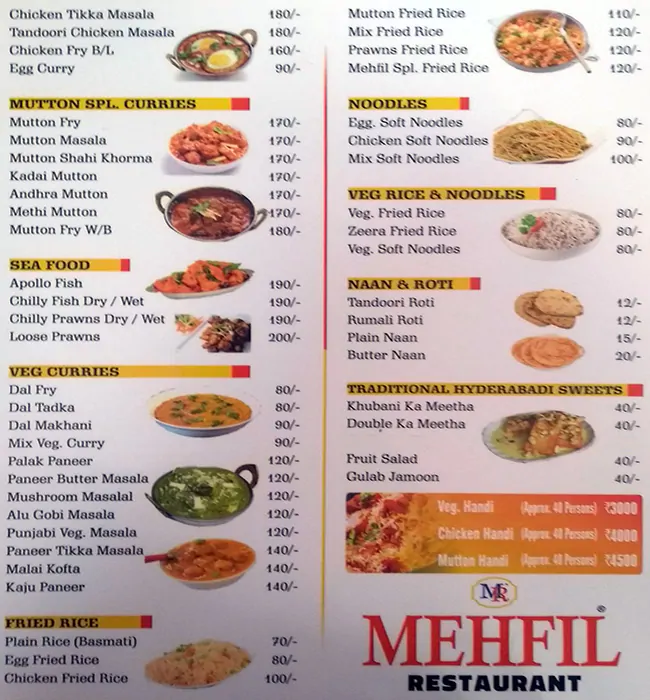 Chicken Tikka Masala 180/-
Tandoori Chicken Masala 180/-
Chicken Fry B/L 160/-
Egg Curry 90/-
MUTTON SPL. CURRIES
Mutton Fry 170/-
Mutton Masala 170/-
Mutton Shahi Khorma 170/-
Kadai Mutton 170/-
Andhra Mutton 170/-
Methi Mutton 170/-
Mutton Fry W/B 180/-
SEA FOOD
Apollo Fish 190/-
Chilly Fish Dry / Wet 190/-
Chilly Prawns Dry / Wet 190/-
Loose Prawns 200/-
VEG CURRIES
Dal Fry 80/-
Dal Tadka 80/-
Dal Makhani 90/-
Mix Veg. Curry 90/-
Palak Paneer 120/-
Paneer Butter Masala 120/-
Mushroom Masalal 120/-
Alu Gobi Masala 120/-
Punjabi Veg. Masala 120/-
Paneer Tikka Masala 140/-
Malai Kofta 140/-
Kaju Paneer 140/-
FRIED RICE
Plain Rice (Basmati) 70/-
Egg Fried Rice 80/-
Chicken Fried Rice 100/-
Mutton Fried Rice 110/-
Mix Fried Rice 120/-
Prawns Fried Rice 120/-
Mehfil Spl. Fried Rice 120/-
NOODLES
Egg. Soft Noodles 80/-
Chicken Soft Noodles 90/-
Mix Soft Noodles 100/-
VEG RICE & NOODLES
Veg. Fried Rice 80/-
Zeera Fried Rice 80/-
Veg. Soft Noodles 80/-
NAAN & ROTI
Tandoori Roti 12/-
Rumali Roti 12/-
Plain Naan 15/-
Butter Naan 20/-
TRADITIONAL HYDERABADI SWEETS
Khubani Ka Meetha 40/-
Double Ka Meetha 40/-
Fruit Salad 40/-
Gulab Jamoon 40/-
Veg. Handi (Approx. 40 Persons) ₹3000
Chicken Handi (Approx. 40 Persons) ₹4000
Mutton Handi (Approx. 40 Persons) ₹4500
MR
MEHFIL®
RESTAURANT